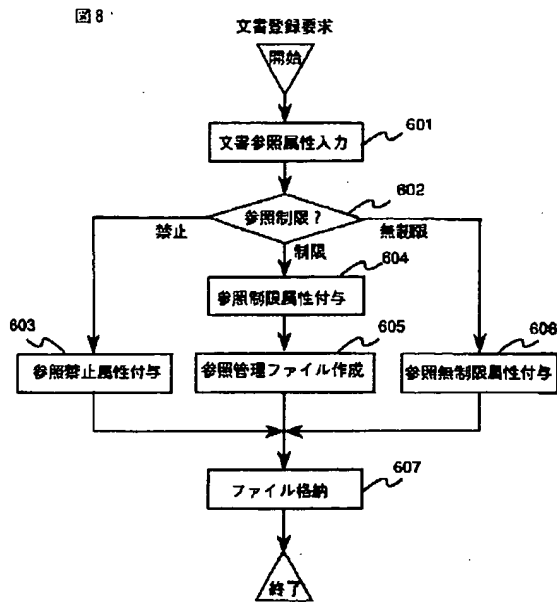 図8
文書登録要求
開始
文書参照属性入力
601
参照制限？
602
禁止
制限
無制限
参照制限属性付与
604
603
605
606
参照禁止属性付与
参照管理ファイル作成
参照無制限属性付与
ファイル格納
607
終了